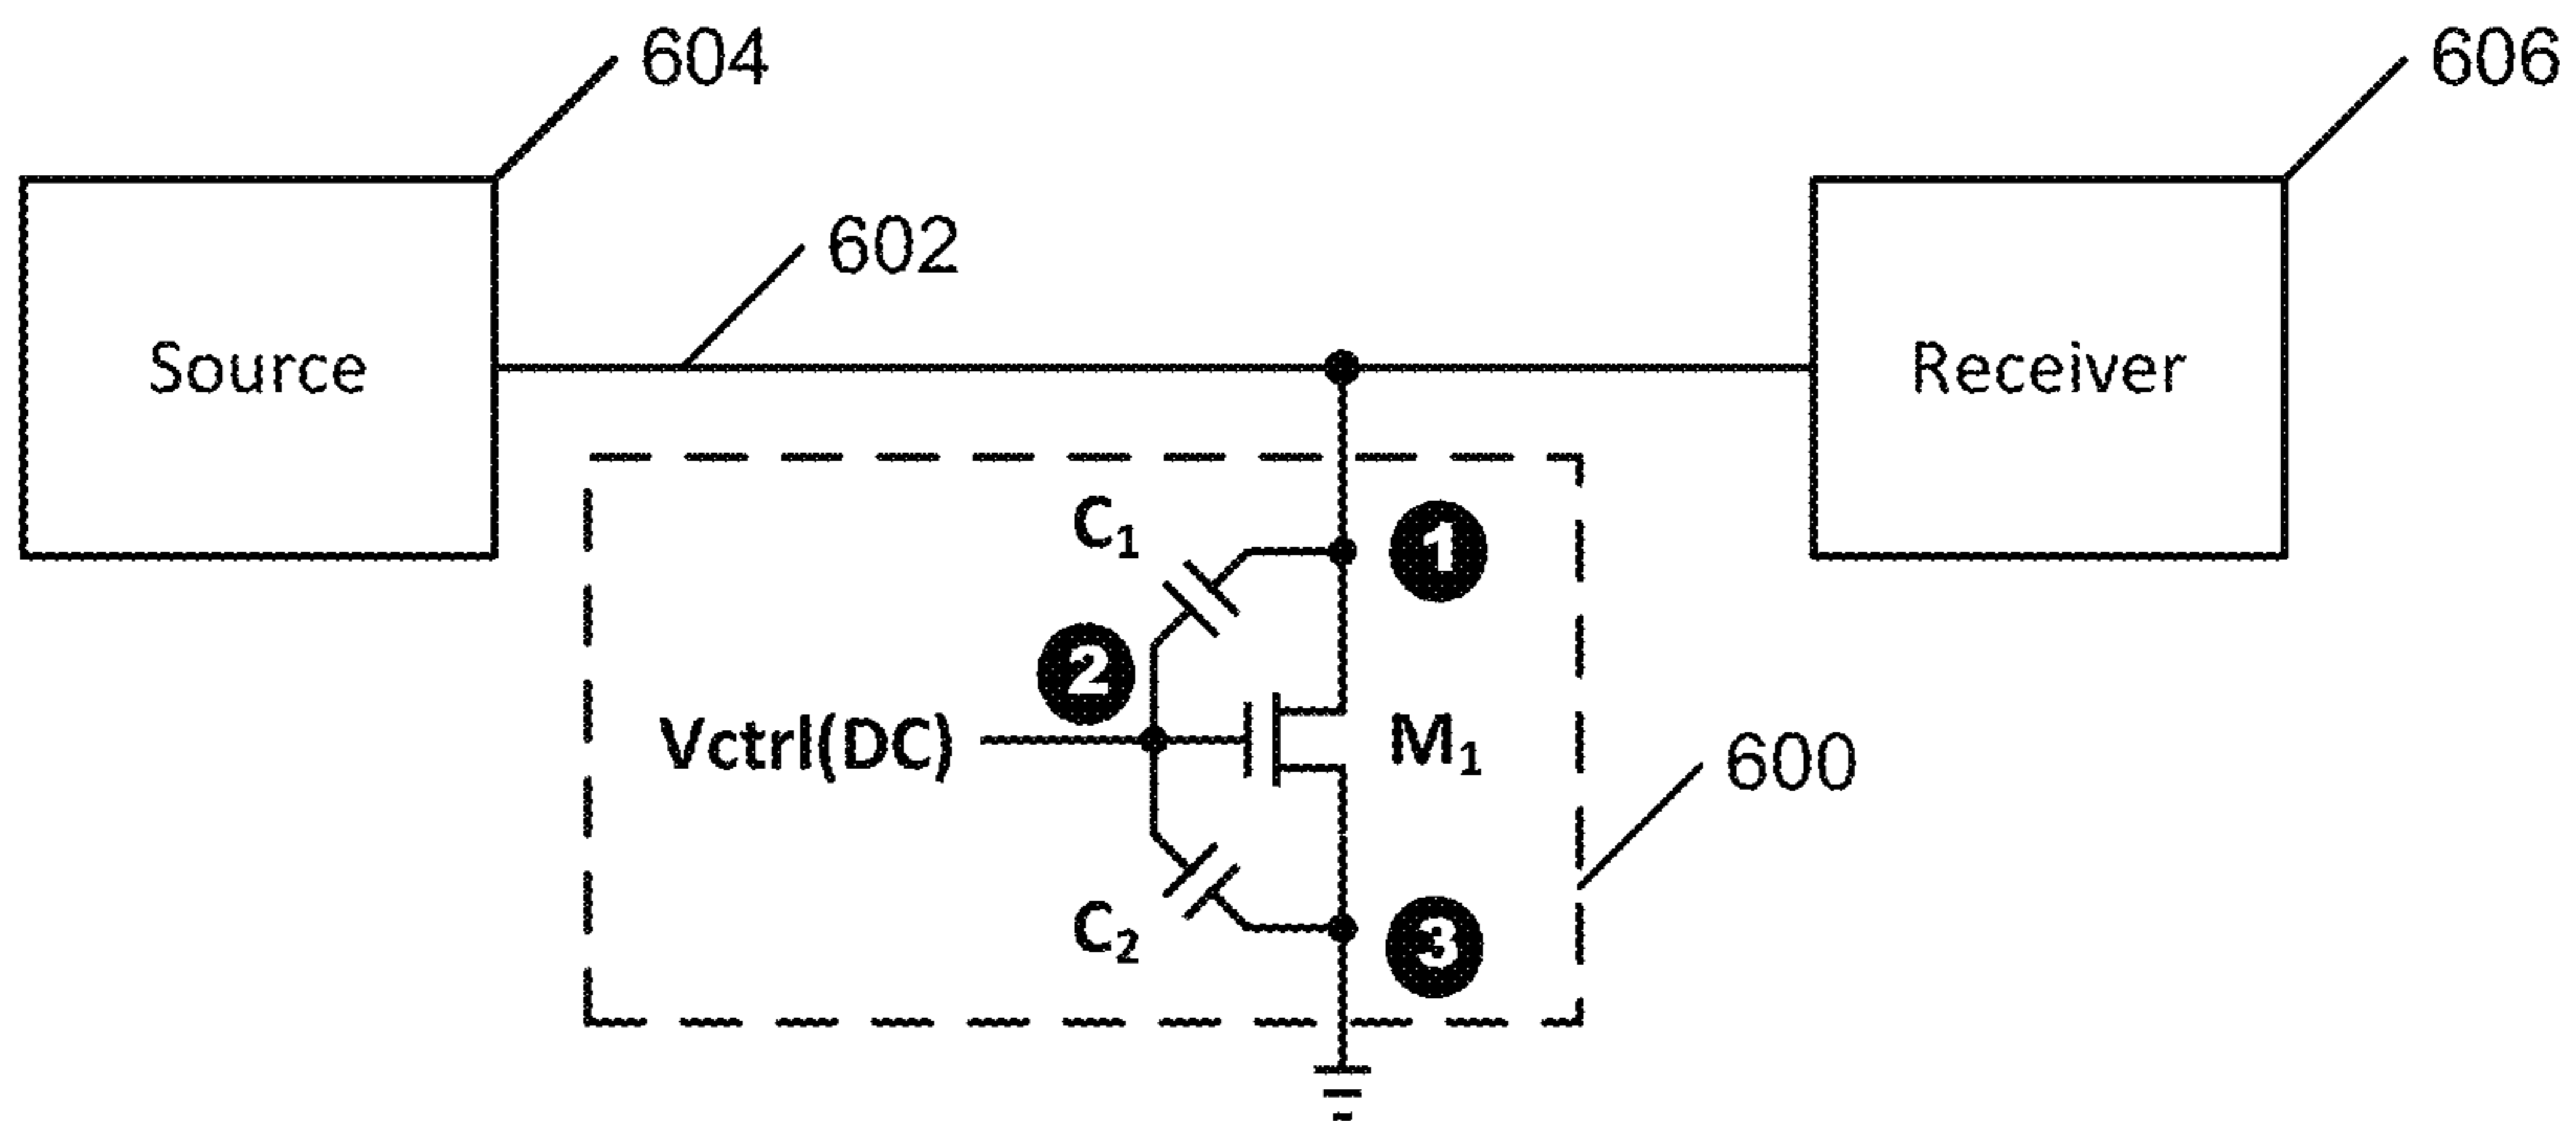 604
606
602
Source
Receiver
C₁
1
2
Vctrl(DC)
M₁
600
C₂
3